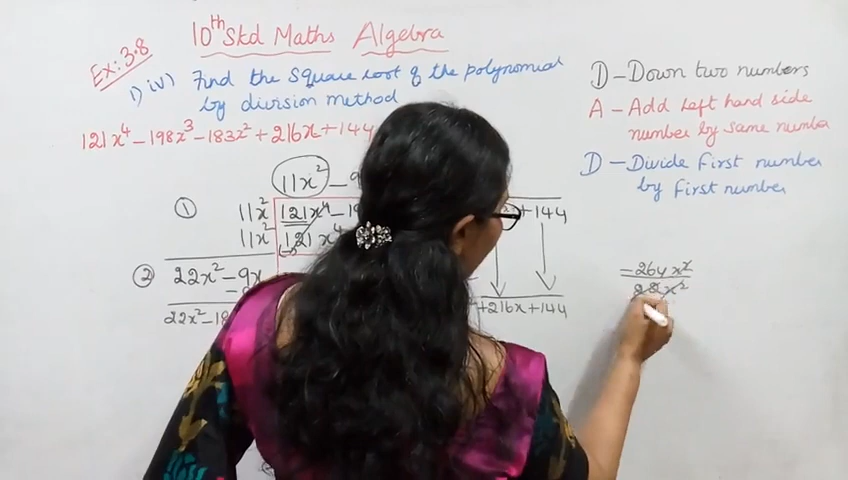 10th Std Maths Algebra
Ex: 3.8
1) iv) Find the square root of the polynomial
by division method
121x⁴ - 198x³ - 183x² + 216x + 144
D - Down two numbers
A - Add left hand side
number by same number
D - Divide first number
by first number
11x² - 9
① 11x² 121x⁴ - 19 +144
11x² 121x⁴
② 22x² - 9x
22x² - 18 +216x +144
= -264x²
22x²